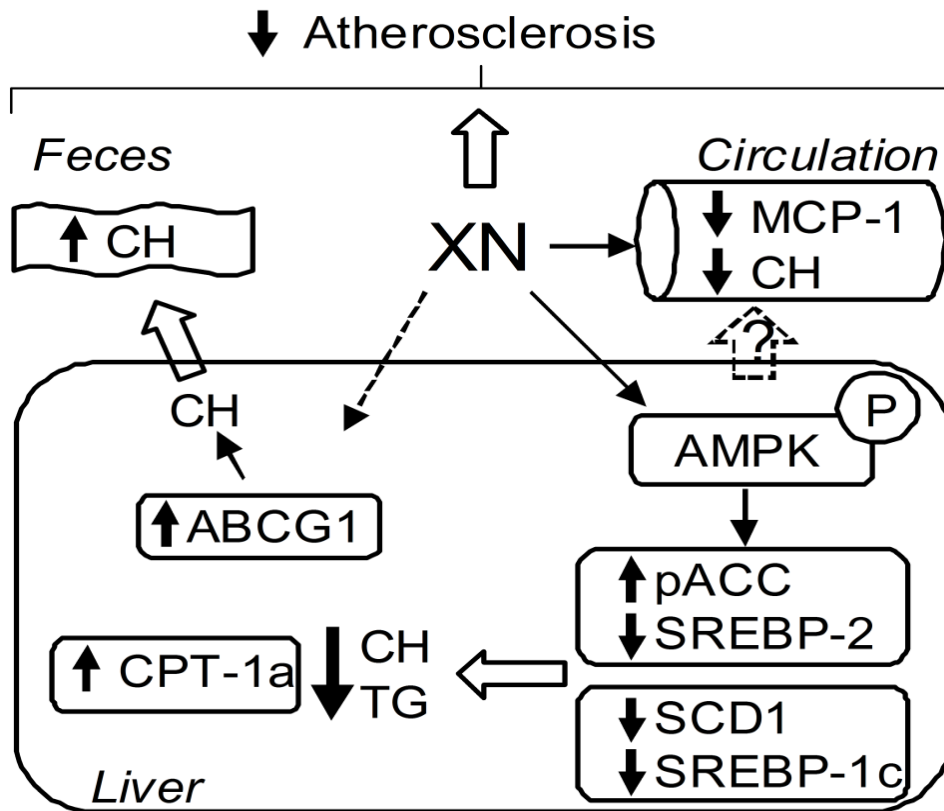 ↓ Atherosclerosis
Feces
Circulation
↑ CH
XN
↓ MCP-1
↓ CH
?
CH
P
AMPK
↑ ABCG1
↑ pACC
↓ SREBP-2
↑ CPT-1a
↓ CH
TG
↓ SCD1
↓ SREBP-1c
Liver